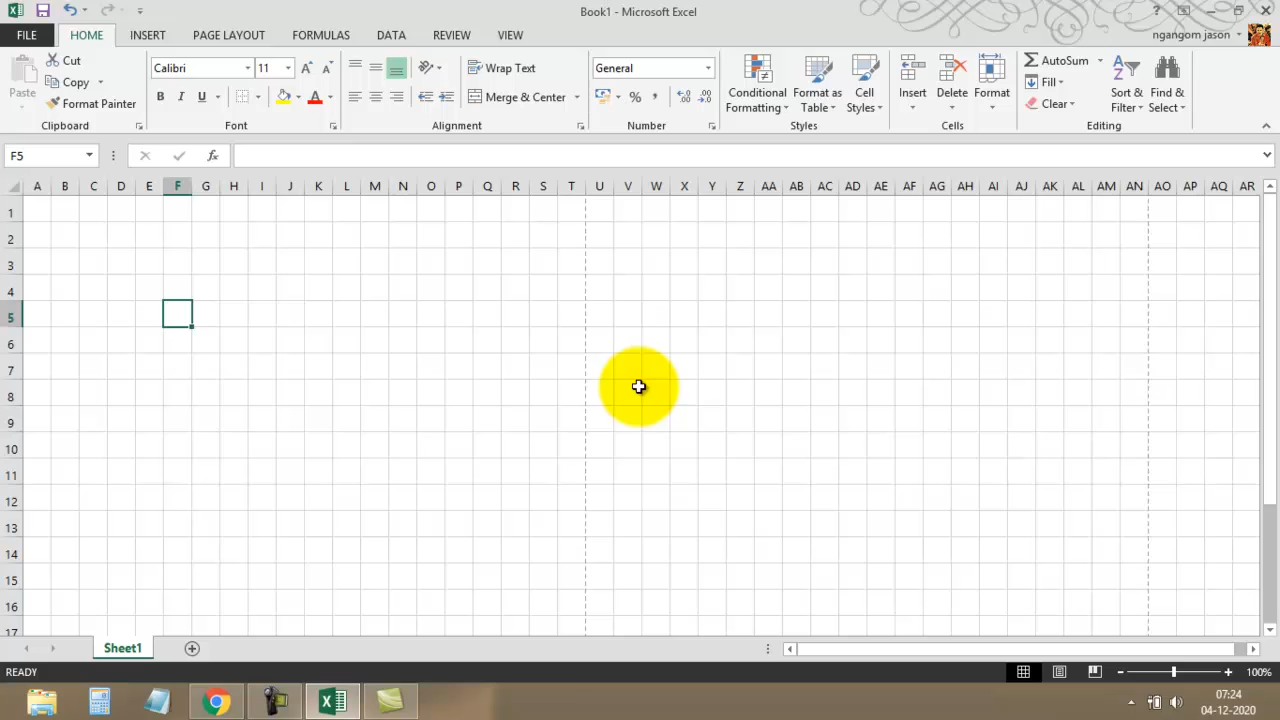 Book1 - Microsoft Excel
?
FILE HOME INSERT PAGE LAYOUT FORMULAS DATA REVIEW VIEW
ngangom jason
Paste
Cut
Copy
Format Painter
Clipboard
Calibri 11
B I U A
Font
Wrap Text
Merge & Center
Alignment
General
% ,
Number
Conditional Formatting
Format as Table
Cell Styles
Styles
Insert Delete Format
Cells
AutoSum
Fill
Clear
Sort & Filter
Find & Select
Editing
F5
fx
A B C D E F G H I J K L M N O P Q R S T U V W X Y Z AA AB AC AD AE AF AG AH AI AJ AK AL AM AN AO AP AQ AR
1
2
3
4
5
6
7
8
9
10
11
12
13
14
15
16
17
Sheet1
READY
100%
07:24
04-12-2020